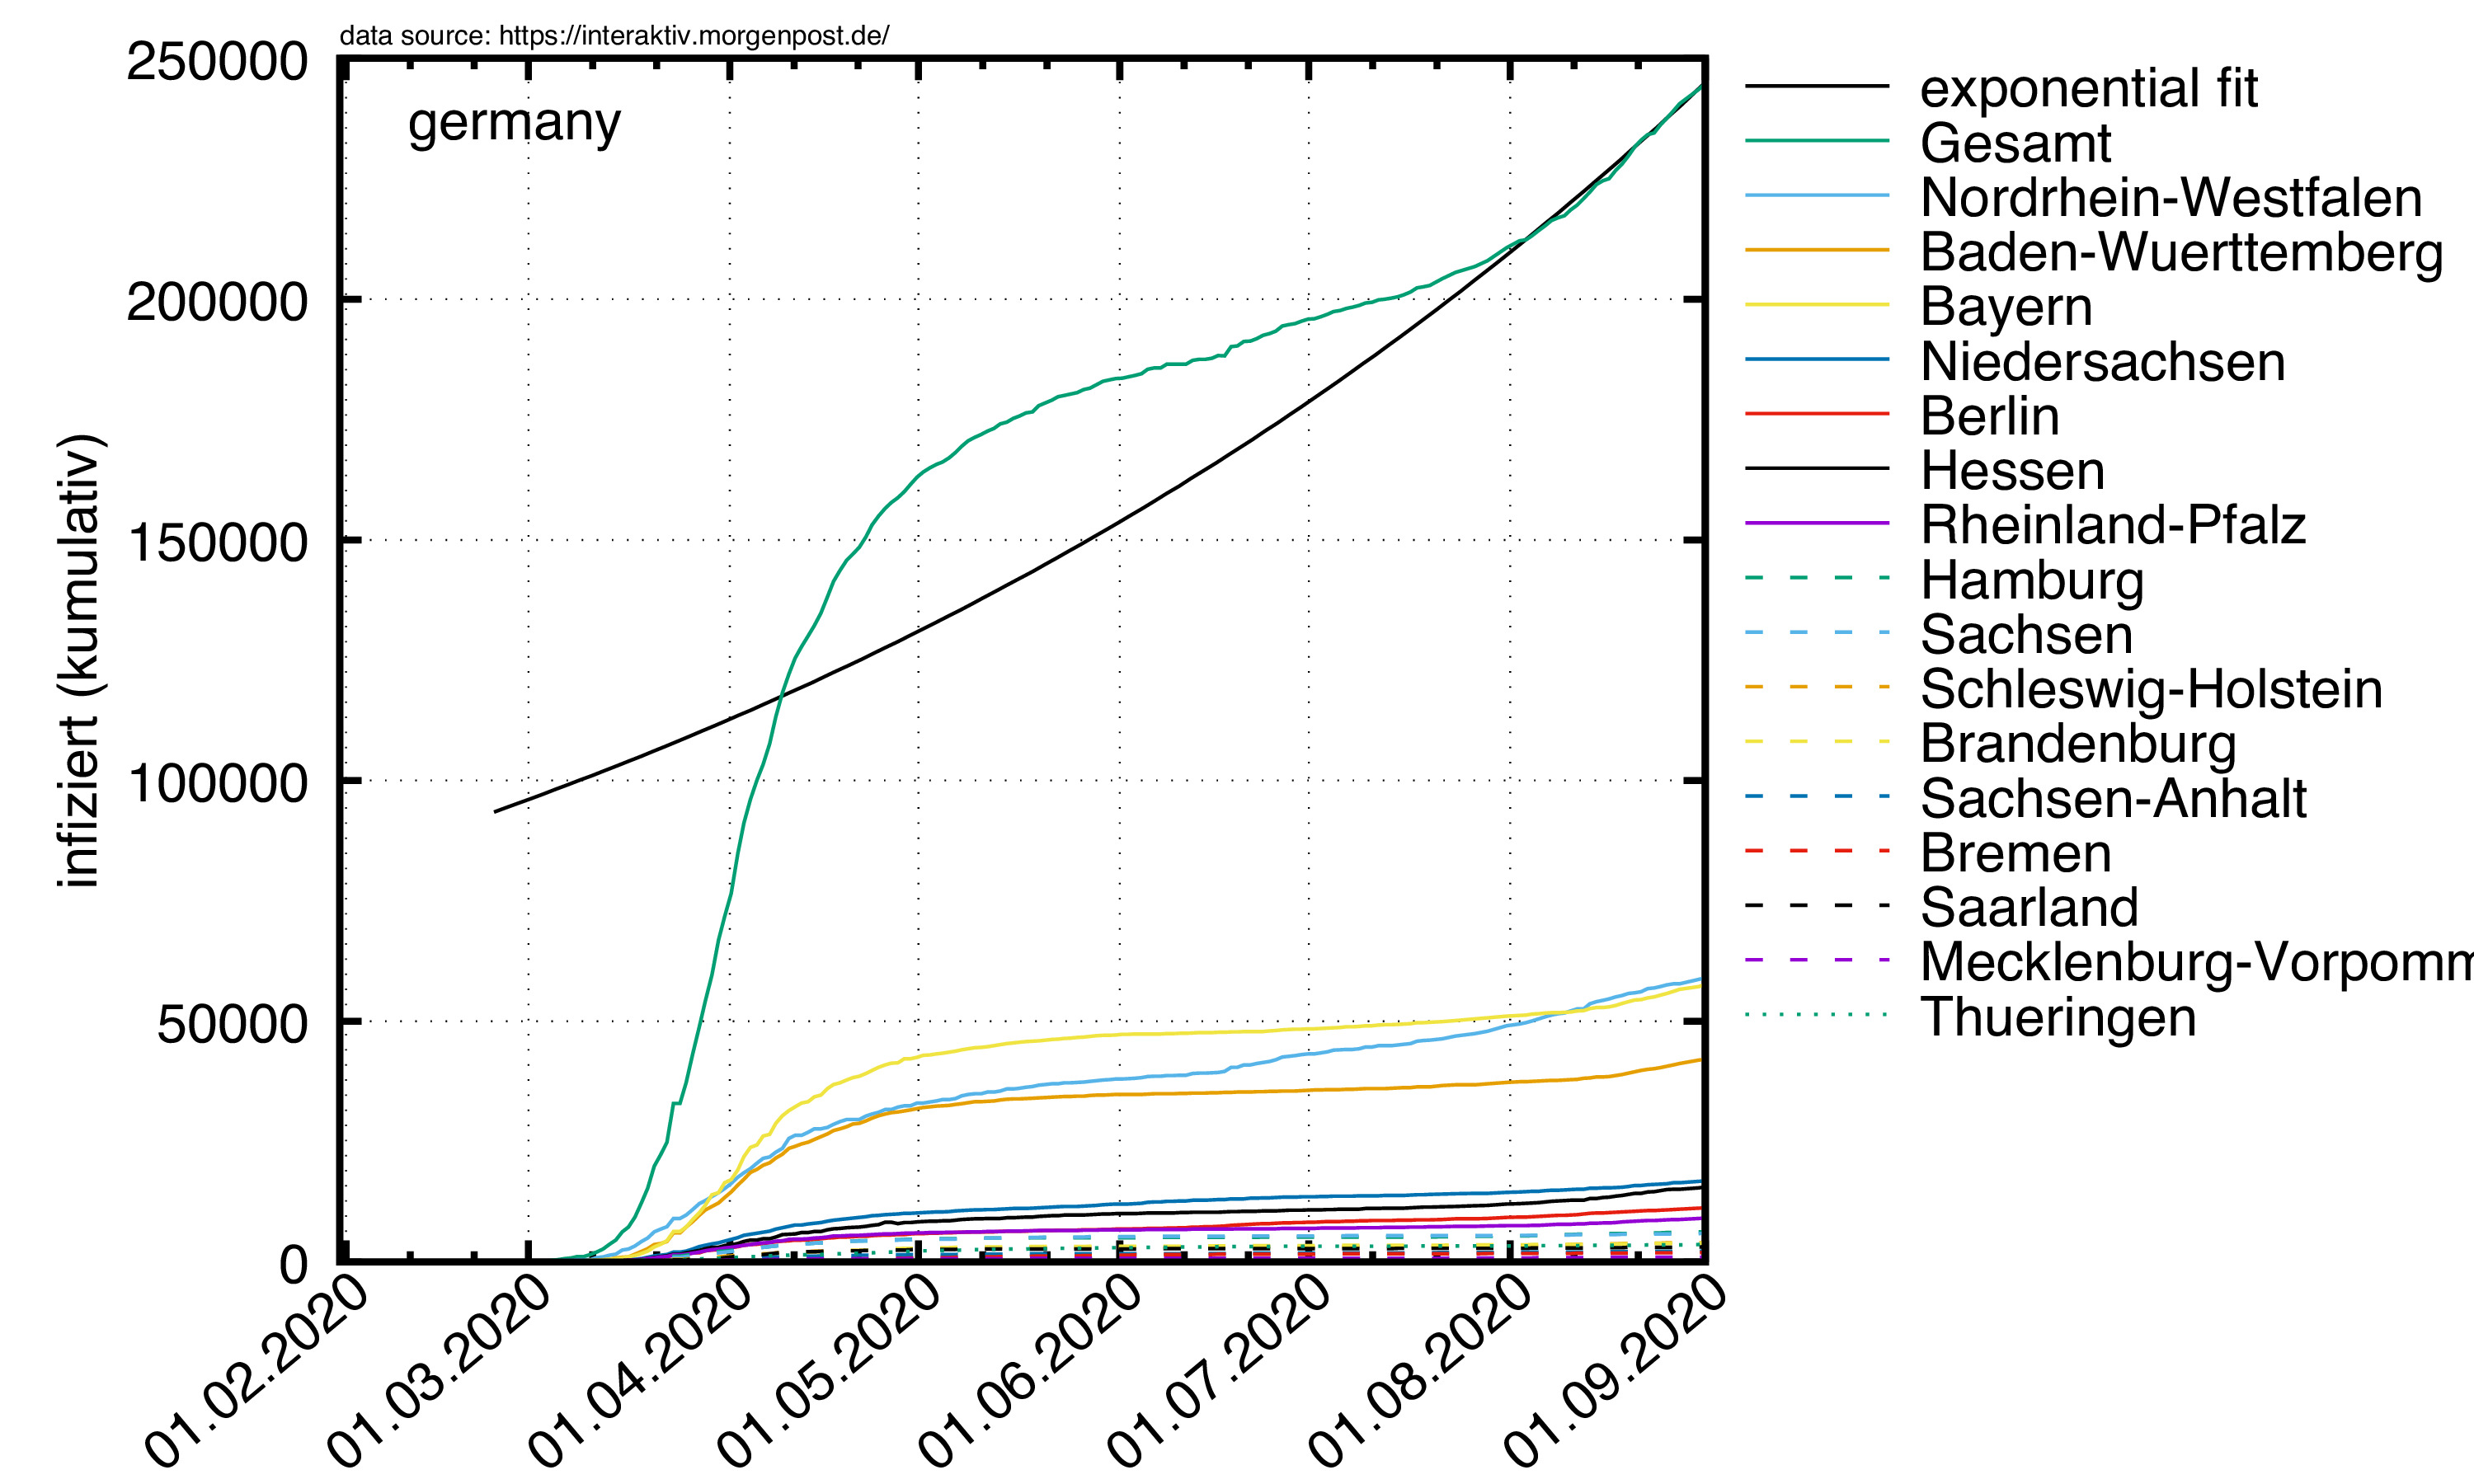 data source: https://interaktiv.morgenpost.de/
250000
200000
150000
100000
50000
0
infiziert (kumulativ)
germany
01.02.2020
01.03.2020
01.04.2020
01.05.2020
01.06.2020
01.07.2020
01.08.2020
01.09.2020
exponential fit
Gesamt
Nordrhein-Westfalen
Baden-Wuerttemberg
Bayern
Niedersachsen
Berlin
Hessen
Rheinland-Pfalz
Hamburg
Sachsen
Schleswig-Holstein
Brandenburg
Sachsen-Anhalt
Bremen
Saarland
Mecklenburg-Vorpomm
Thueringen